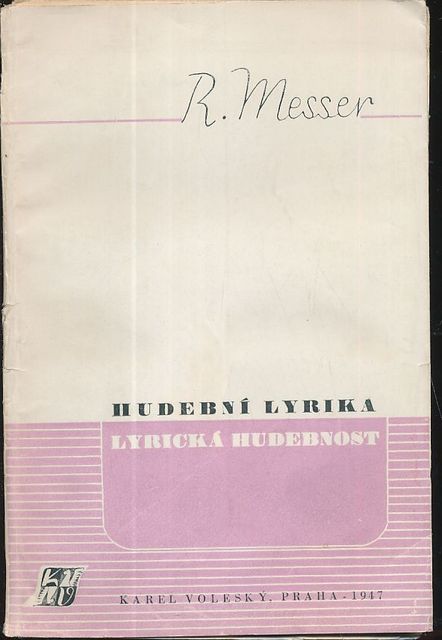 R. Messer
HUDEBNÍ LYRIKA
LYRICKÁ HUDEBNOST
KAREL VOLESKÝ, PRAHA - 1947